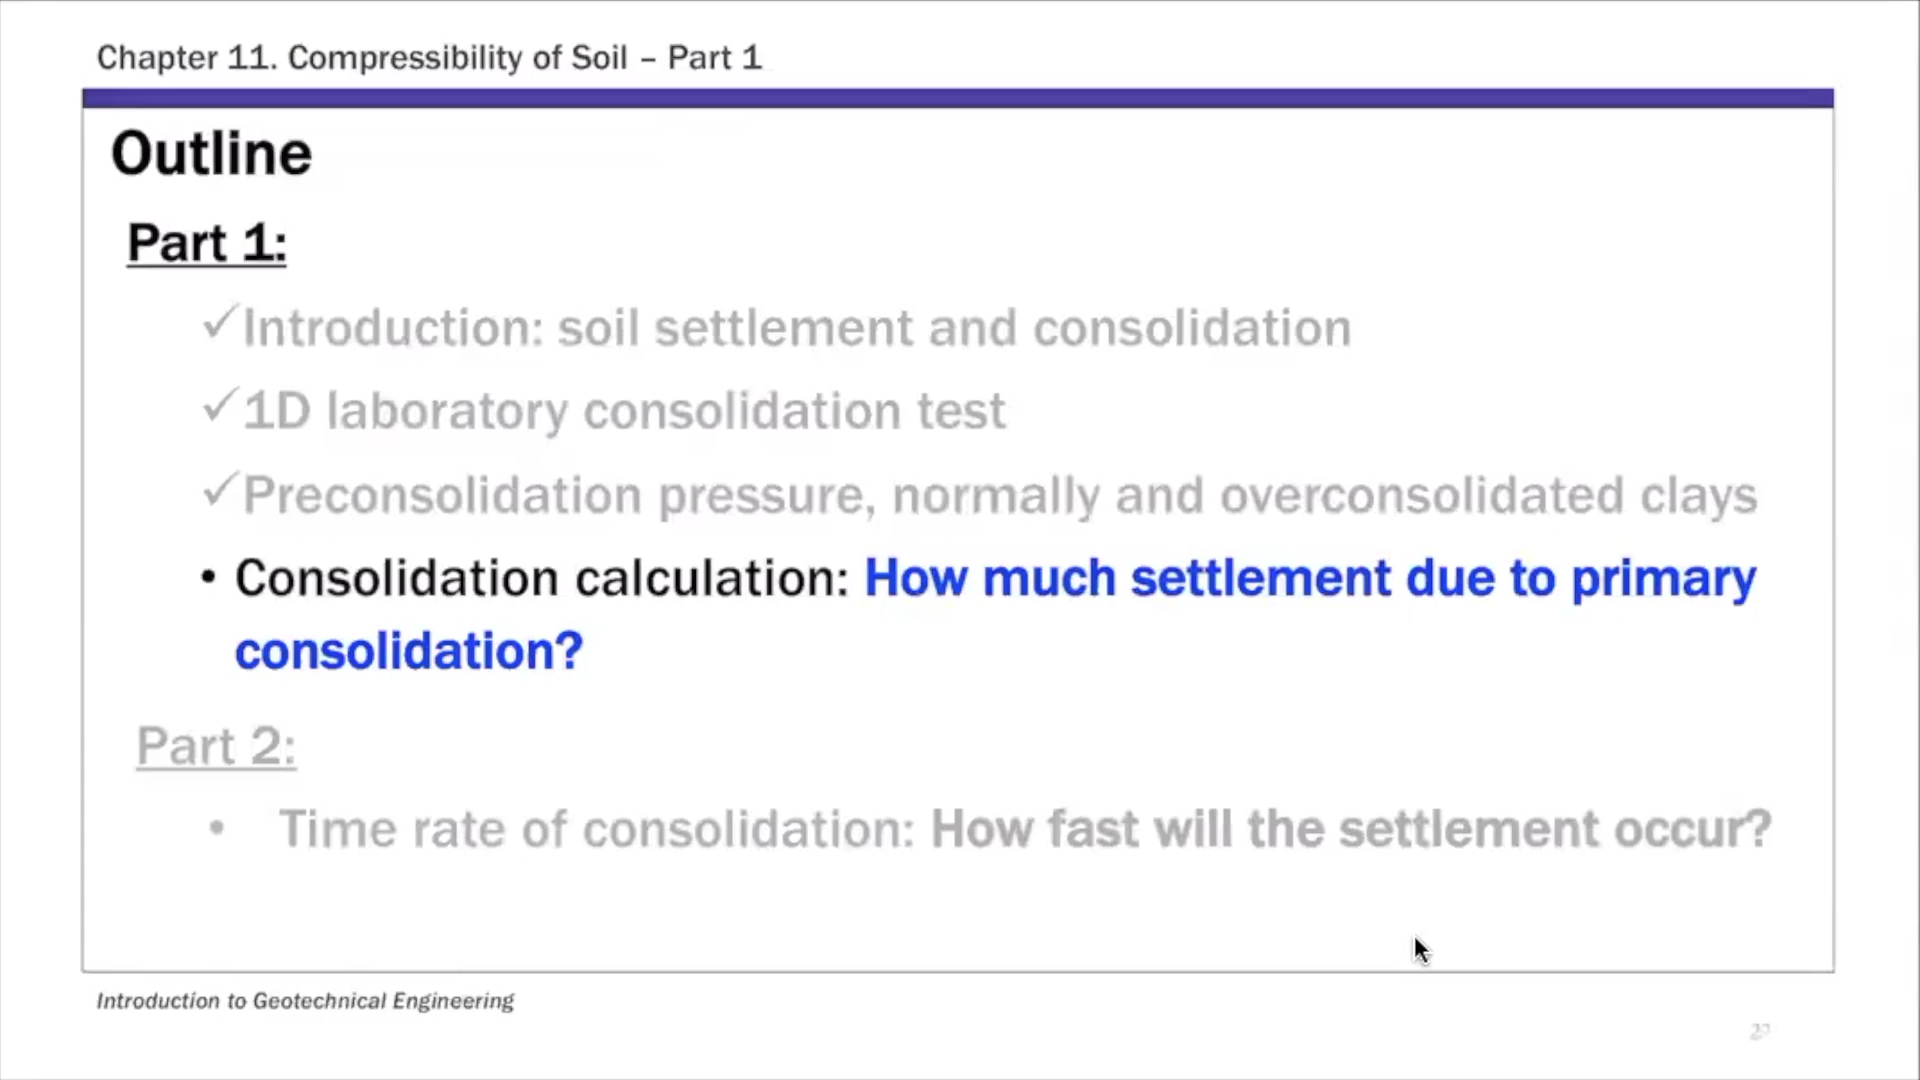 Chapter 11. Compressibility of Soil – Part 1
Outline
Part 1:
✓Introduction: soil settlement and consolidation
✓1D laboratory consolidation test
✓Preconsolidation pressure, normally and overconsolidated clays
• Consolidation calculation: How much settlement due to primary
consolidation?
Part 2:
• Time rate of consolidation: How fast will the settlement occur?
Introduction to Geotechnical Engineering